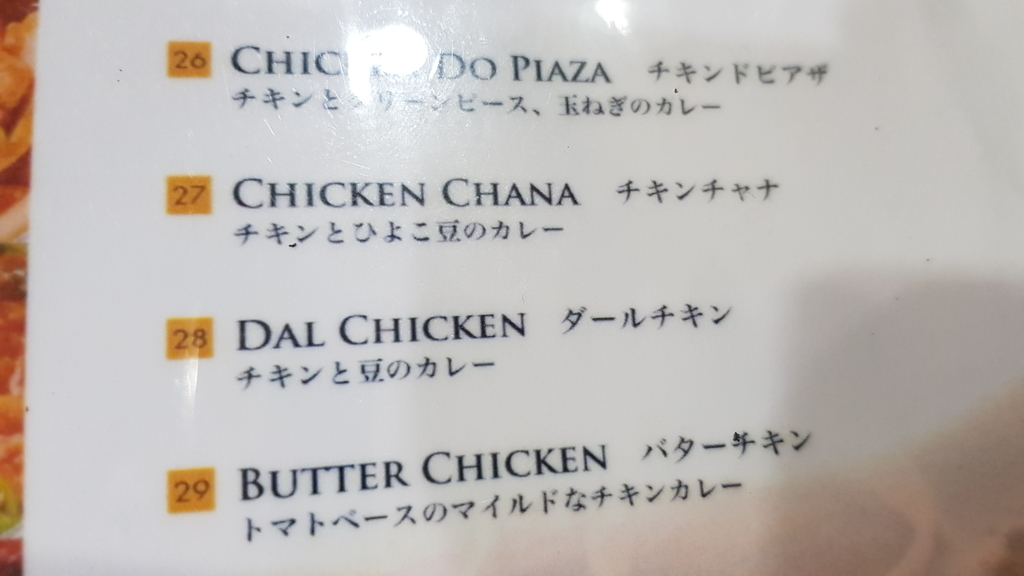 26 CHICKEN DO PIAZA チキンドピアザ
チキンとグリーンピース、玉ねぎのカレー
27 CHICKEN CHANA チキンチャナ
チキンとひよこ豆のカレー
28 DAL CHICKEN ダールチキン
チキンと豆のカレー
29 BUTTER CHICKEN バターチキン
トマトベースのマイルドなチキンカレー